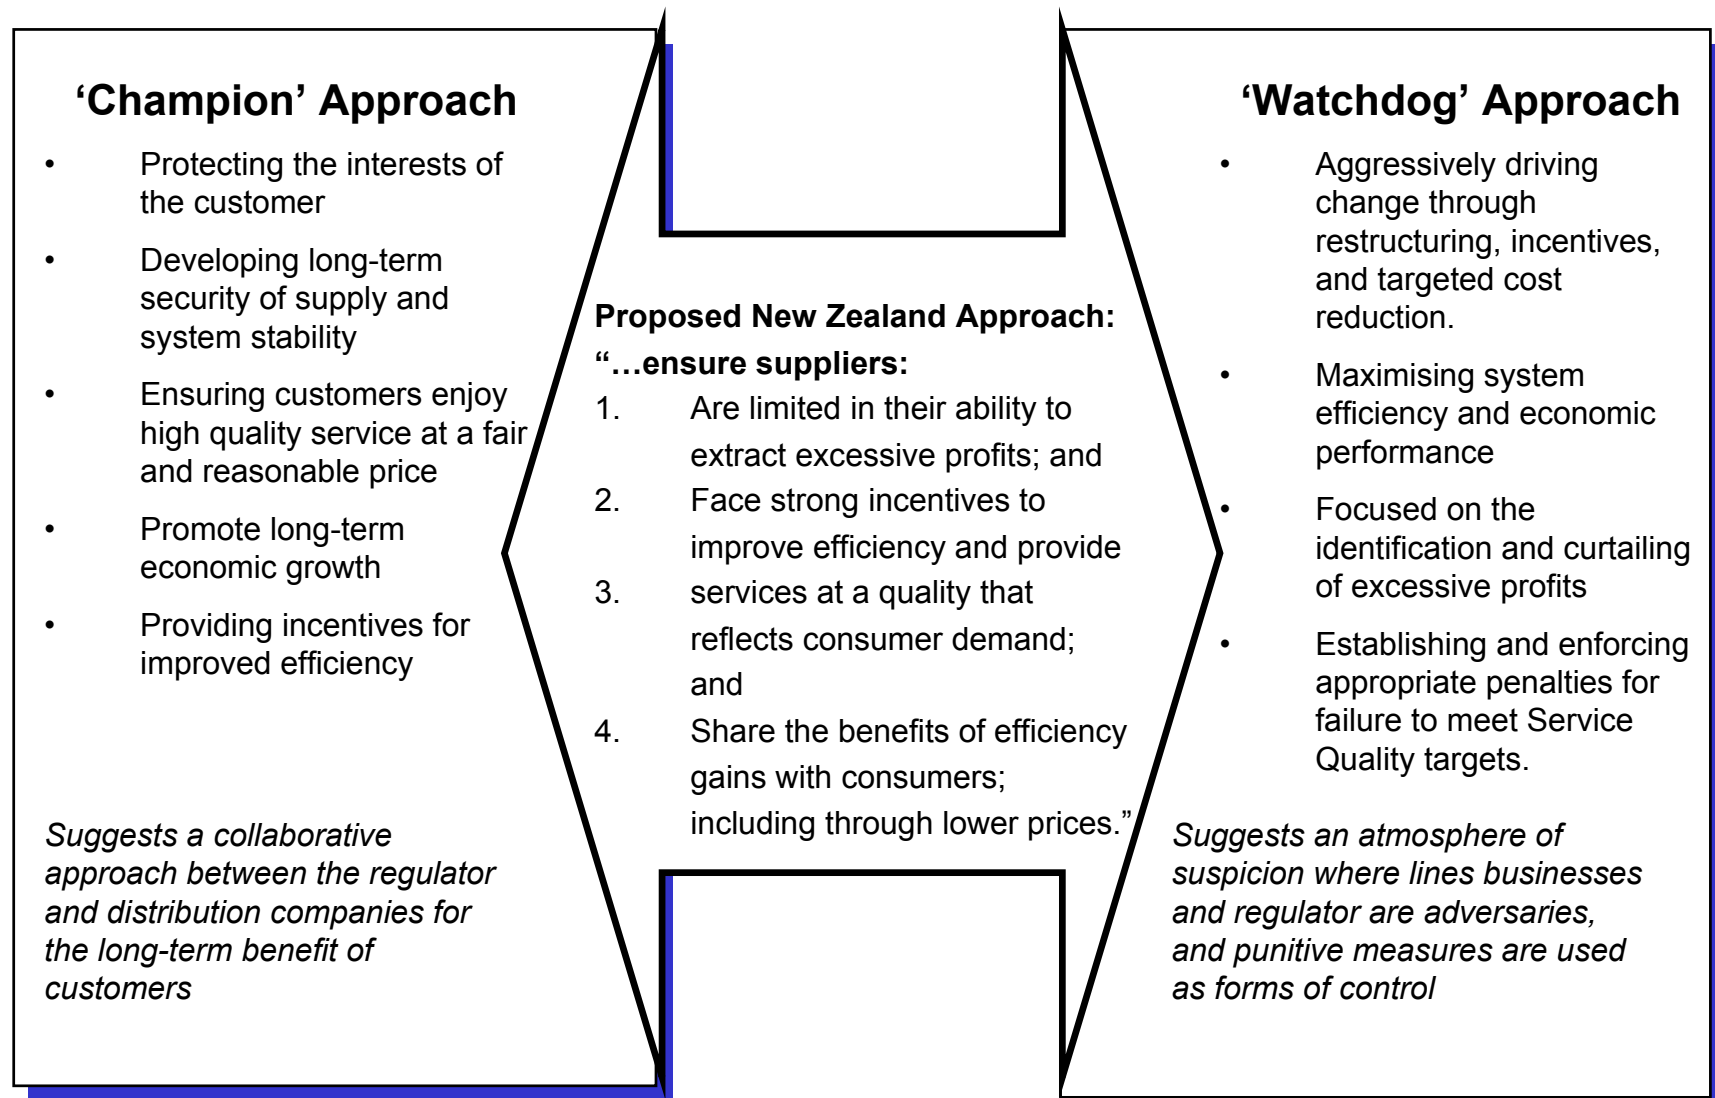 ‘Champion’ Approach
• Protecting the interests of
the customer
• Developing long-term
security of supply and
system stability
• Ensuring customers enjoy
high quality service at a fair
and reasonable price
• Promote long-term
economic growth
• Providing incentives for
improved efficiency
Suggests a collaborative
approach between the regulator
and distribution companies for
the long-term benefit of
customers
Proposed New Zealand Approach:
“…ensure suppliers:
1. Are limited in their ability to
extract excessive profits; and
2. Face strong incentives to
improve efficiency and provide
3. services at a quality that
reflects consumer demand;
and
4. Share the benefits of efficiency
gains with consumers;
including through lower prices.”
‘Watchdog’ Approach
• Aggressively driving
change through
restructuring, incentives,
and targeted cost
reduction.
• Maximising system
efficiency and economic
performance
• Focused on the
identification and curtailing
of excessive profits
• Establishing and enforcing
appropriate penalties for
failure to meet Service
Quality targets.
Suggests an atmosphere of
suspicion where lines businesses
and regulator are adversaries,
and punitive measures are used
as forms of control